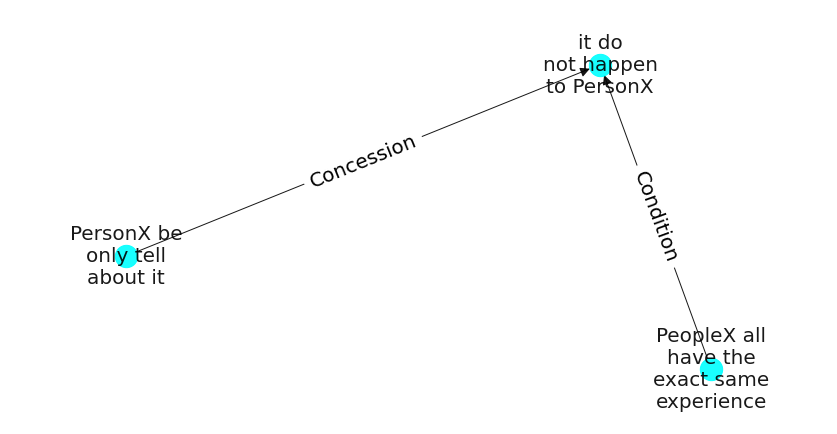 it do
not happen
to PersonX
Concession
Condition
PersonX be
only tell
about it
PeopleX all
have the
exact same
experience